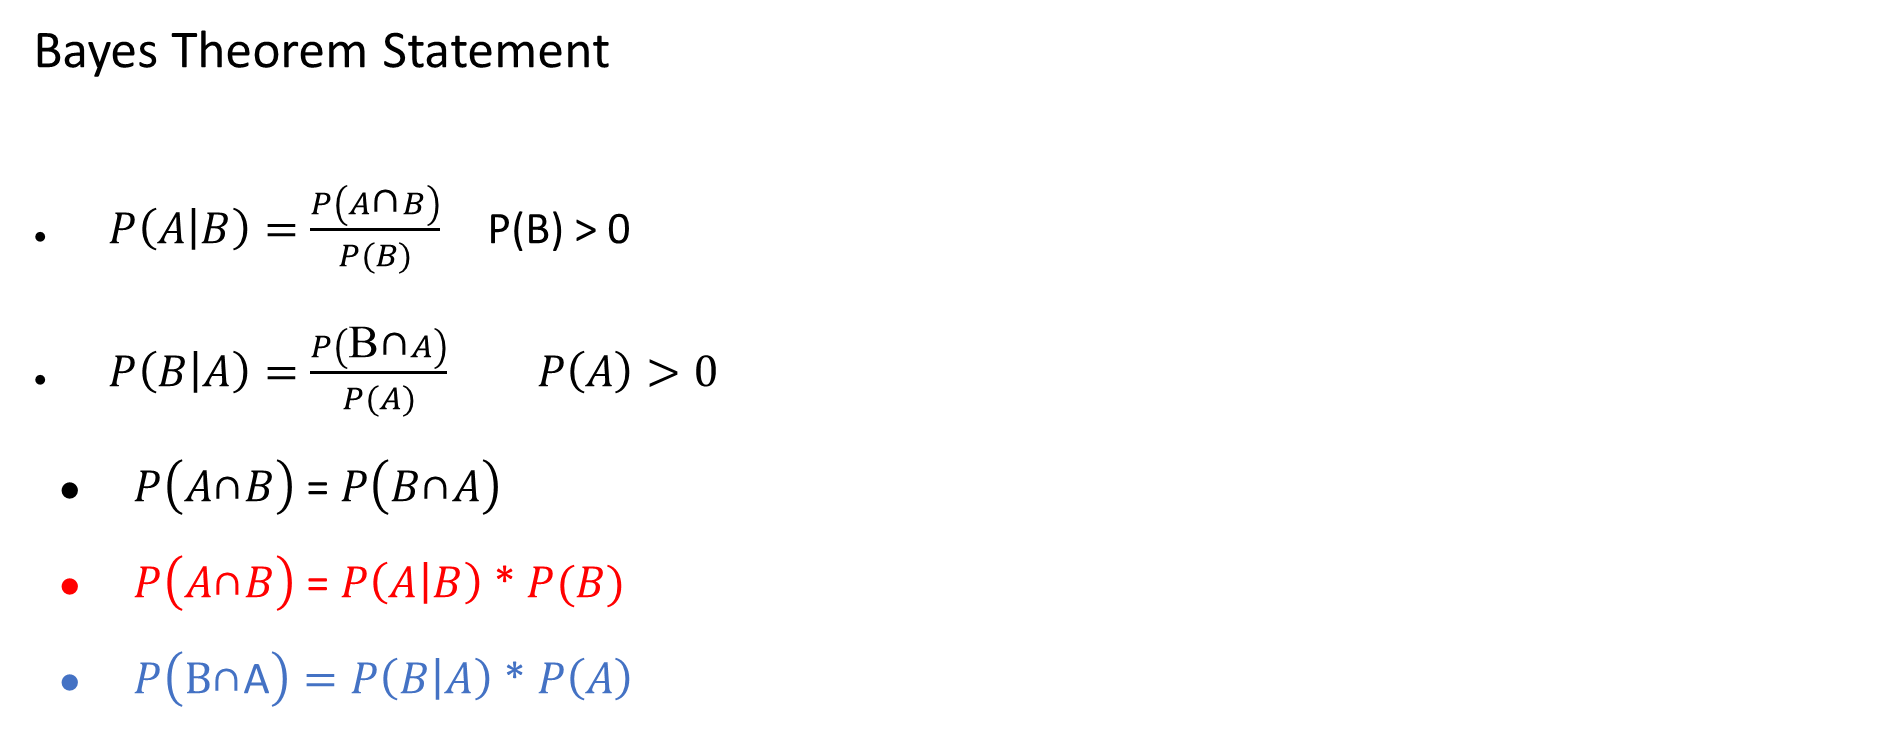 Bayes Theorem Statement
• P(A|B) = P(A∩B)/P(B) P(B) > 0
• P(B|A) = P(B∩A)/P(A) P(A) > 0
• P(A∩B) = P(B∩A)
• P(A∩B) = P(A|B) * P(B)
• P(B∩A) = P(B|A) * P(A)